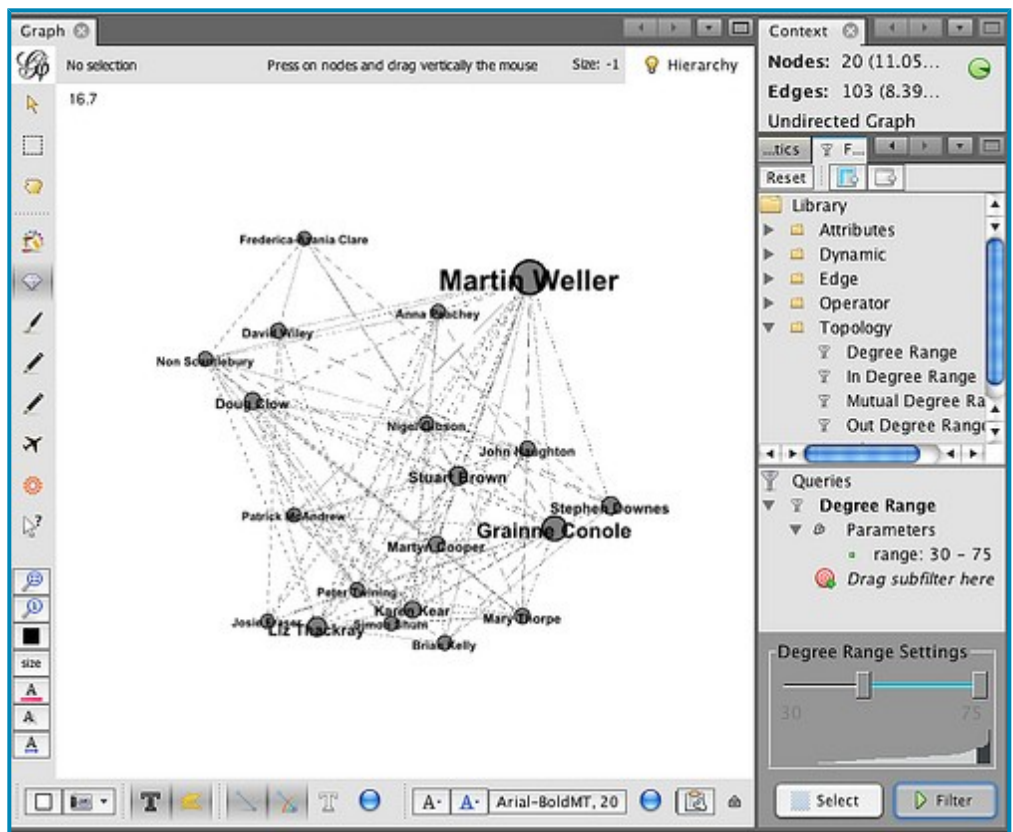 Graph
No selection
Press on nodes and drag vertically the mouse
Size: -1
Hierarchy
16.7
Frederica-Azania Clare
Martin Weller
Anna Peachey
David Wiley
Non Scantlebury
Doug Clow
Nigel Gibson
John Naughton
Stuart Brown
Stephen Downes
Patrick McAndrew
Grainne Conole
Martyn Cooper
Peter Twining
Karen Kear
Josie Fraser
Liz Thackray
Simon
Mary Thorpe
Brian Kelly
size
A
A
A
T
T
A- A- Arial-BoldMT, 20
Context
Nodes: 20 (11.05...
Edges: 103 (8.39...
Undirected Graph
...tics
F...
Reset
Library
Attributes
Dynamic
Edge
Operator
Topology
Degree Range
In Degree Range
Mutual Degree Ra
Out Degree Range
Queries
Degree Range
Parameters
range: 30 - 75
Drag subfilter here
Degree Range Settings
30 75
Select
Filter